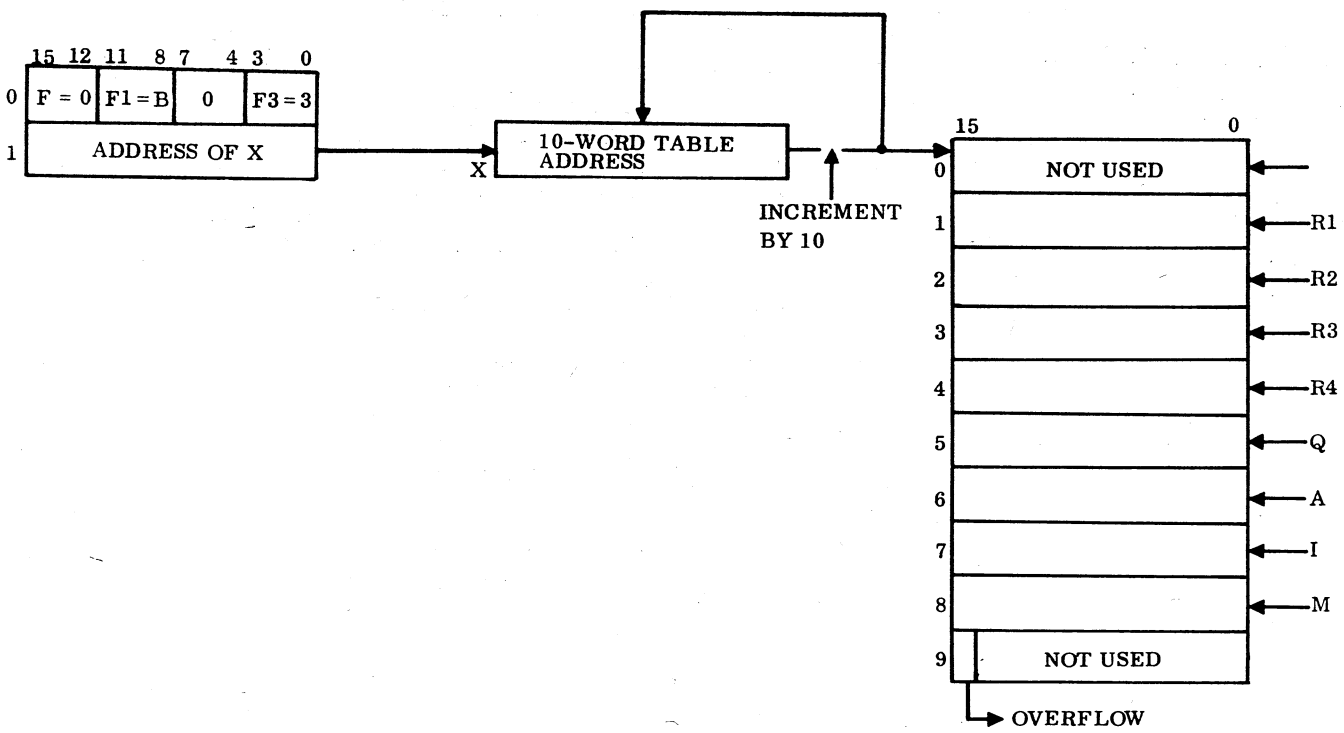 15 12 11 8 7 4 3 0
0 F = 0 F1=B 0 F3=3
1 ADDRESS OF X
X 10-WORD TABLE
ADDRESS
INCREMENT
BY 10
15 0
0 NOT USED
1 R1
2 R2
3 R3
4 R4
5 Q
6 A
7 I
8 M
9 NOT USED
OVERFLOW